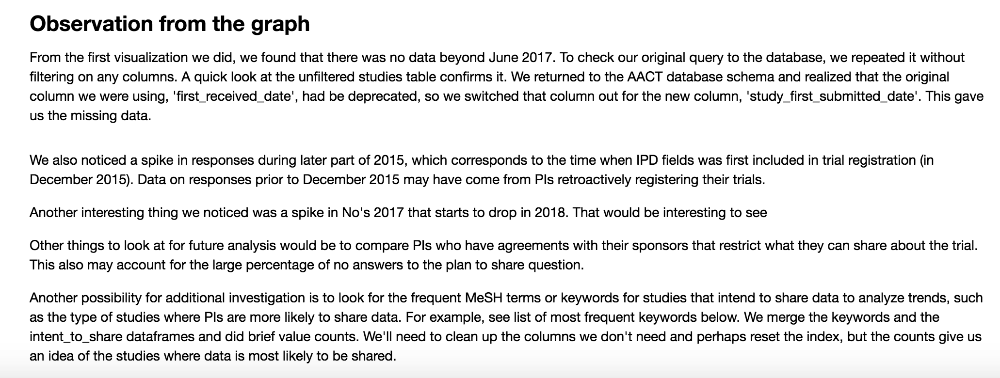 Observation from the graph
From the first visualization we did, we found that there was no data beyond June 2017. To check our original query to the database, we repeated it without
filtering on any columns. A quick look at the unfiltered studies table confirms it. We returned to the AACT database schema and realized that the original
column we were using, 'first_received_date', had be deprecated, so we switched that column out for the new column, 'study_first_submitted_date'. This gave
us the missing data.
We also noticed a spike in responses during later part of 2015, which corresponds to the time when IPD fields was first included in trial registration (in
December 2015). Data on responses prior to December 2015 may have come from PIs retroactively registering their trials.
Another interesting thing we noticed was a spike in No's 2017 that starts to drop in 2018. That would be interesting to see
Other things to look at for future analysis would be to compare PIs who have agreements with their sponsors that restrict what they can share about the trial.
This also may account for the large percentage of no answers to the plan to share question.
Another possibility for additional investigation is to look for the frequent MeSH terms or keywords for studies that intend to share data to analyze trends, such
as the type of studies where PIs are more likely to share data. For example, see list of most frequent keywords below. We merge the keywords and the
intent_to_share dataframes and did brief value counts. We'll need to clean up the columns we don't need and perhaps reset the index, but the counts give us
an idea of the studies where data is most likely to be shared.